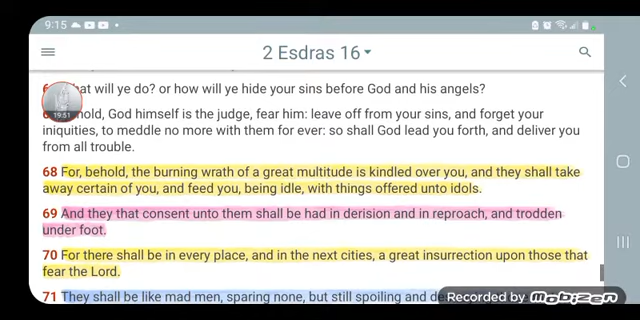 9:15
2 Esdras 16
hat will ye do? or how will ye hide your sins before God and his angels?
hold, God himself is the judge, fear him: leave off from your sins, and forget your
iniquities, to meddle no more with them for ever: so shall God lead you forth, and deliver you
from all trouble.
19:51
68 For, behold, the burning wrath of a great multitude is kindled over you, and they shall take
away certain of you, and feed you, being idle, with things offered unto idols.
69 And they that consent unto them shall be had in derision and in reproach, and trodden
under foot.
70 For there shall be in every place, and in the next cities, a great insurrection upon those that
fear the Lord.
71 They shall be like mad men, sparing none, but still spoiling and
Recorded by Mobizen